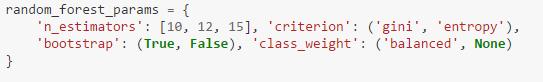 random_forest_params = {
    'n_estimators': [10, 12, 15], 'criterion': ('gini', 'entropy'),
    'bootstrap': (True, False), 'class_weight': ('balanced', None)
}